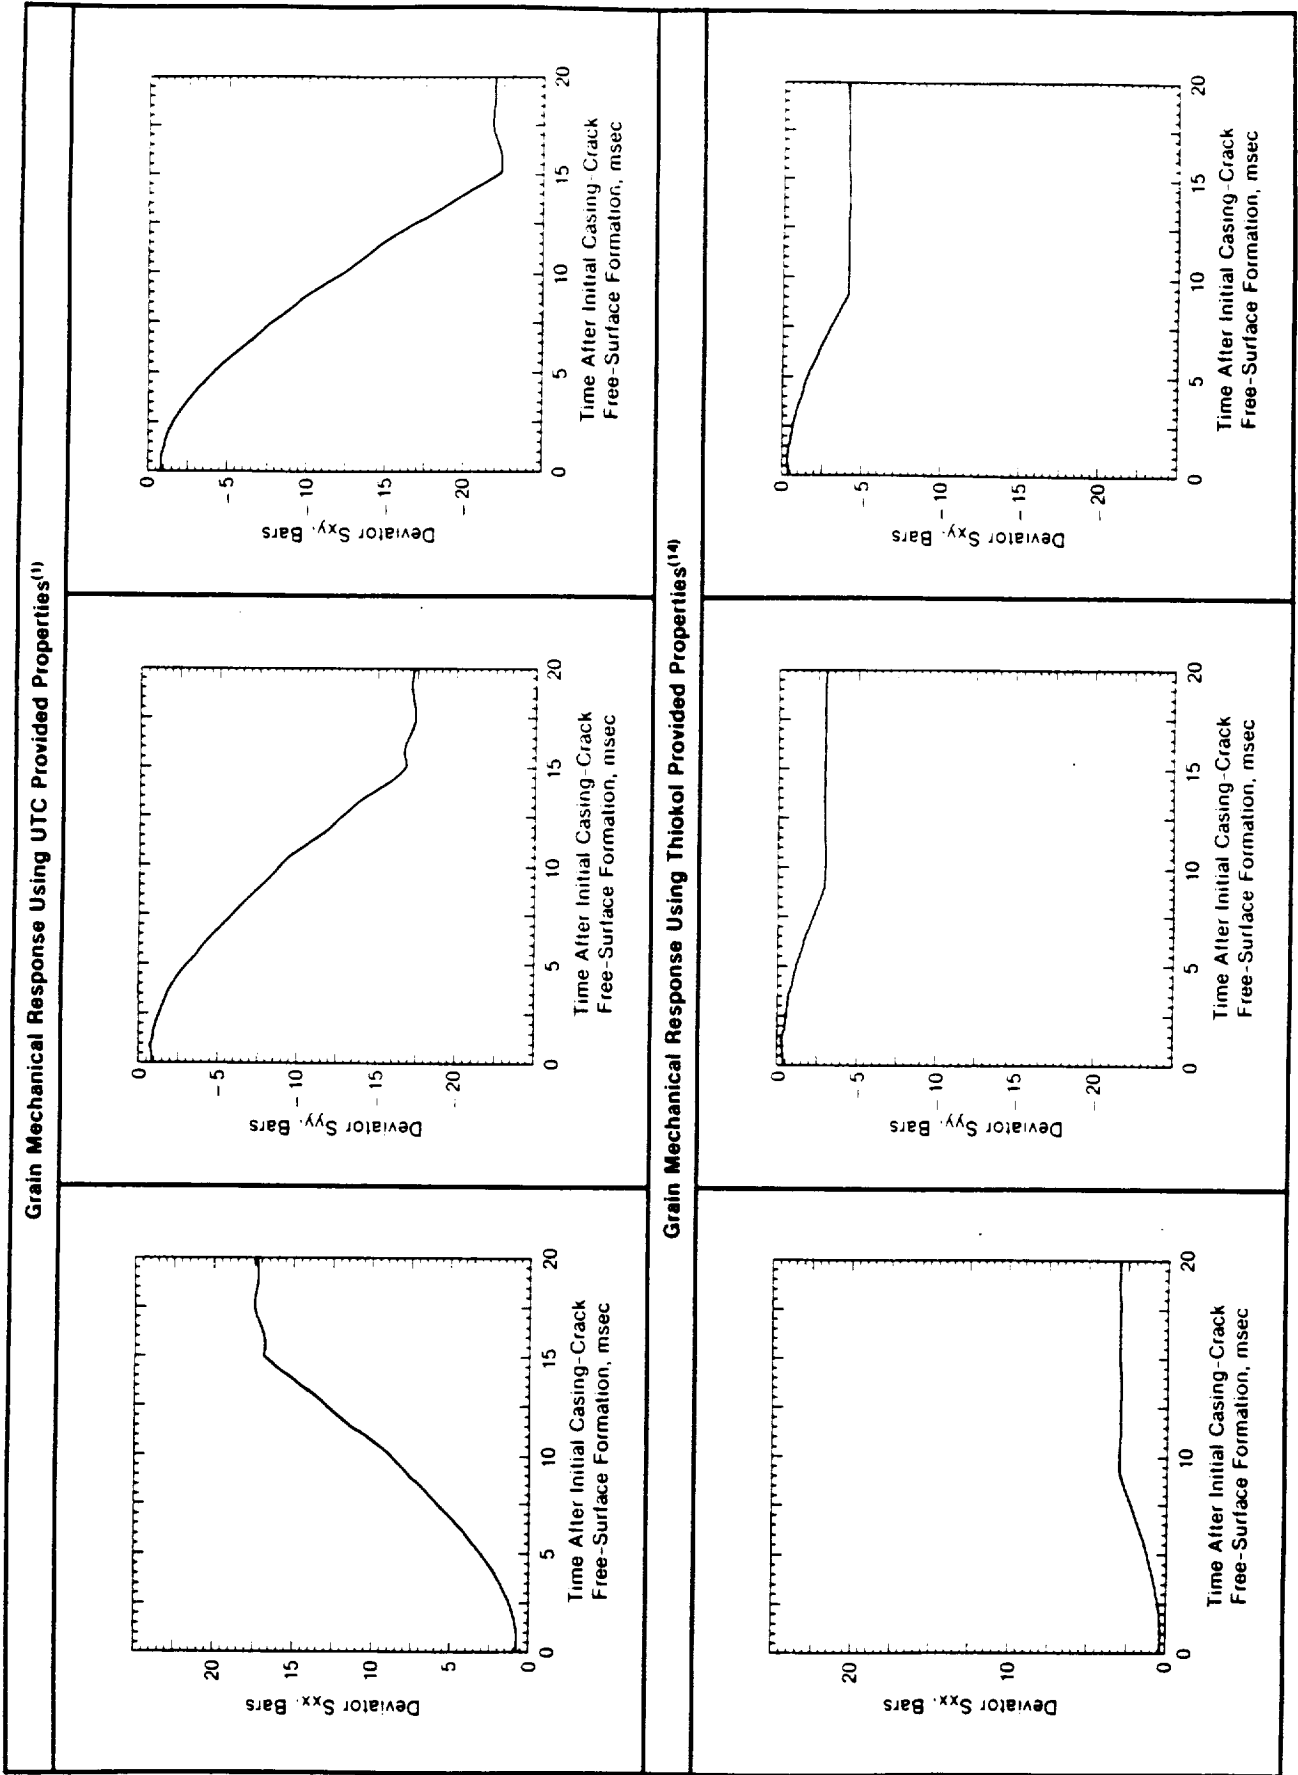 Grain Mechanical Response Using UTC Provided Properties(1)
Deviator Sxx, Bars
20
15
10
5
0
0
5
10
15
20
Time After Initial Casing-Crack
Free-Surface Formation, msec
Deviator Syy, Bars
0
- 5
- 10
- 15
- 20
0
5
10
15
20
Time After Initial Casing-Crack
Free-Surface Formation, msec
Deviator Sxy, Bars
0
- 5
- 10
- 15
- 20
0
5
10
15
20
Time After Initial Casing-Crack
Free-Surface Formation, msec
Grain Mechanical Response Using Thiokol Provided Properties(14)
Deviator Sxx, Bars
20
10
0
0
10
20
Time After Initial Casing-Crack
Free-Surface Formation, msec
Deviator Syy, Bars
0
- 5
- 10
- 15
- 20
0
5
10
15
20
Time After Initial Casing-Crack
Free-Surface Formation, msec
Deviator Sxy, Bars
0
- 5
- 10
- 15
- 20
0
5
10
15
20
Time After Initial Casing-Crack
Free-Surface Formation, msec